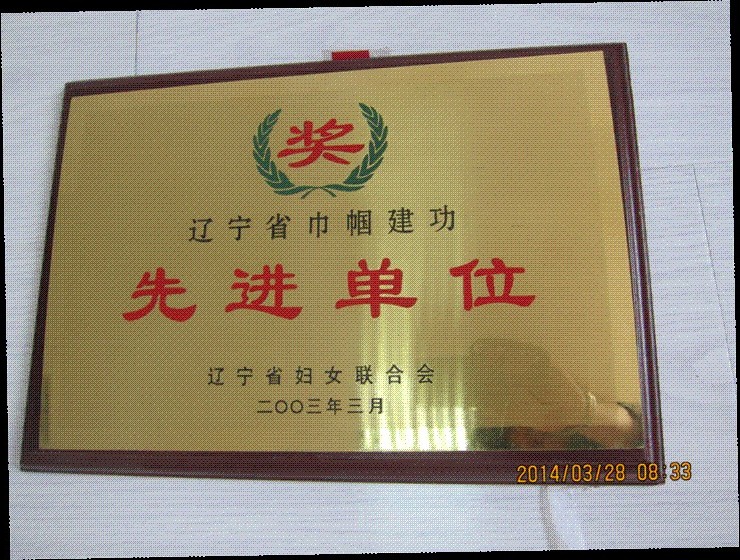 奖
辽宁省巾帼建功
先进单位
辽宁省妇女联合会
二〇〇三年三月
2014/03/28 08:33